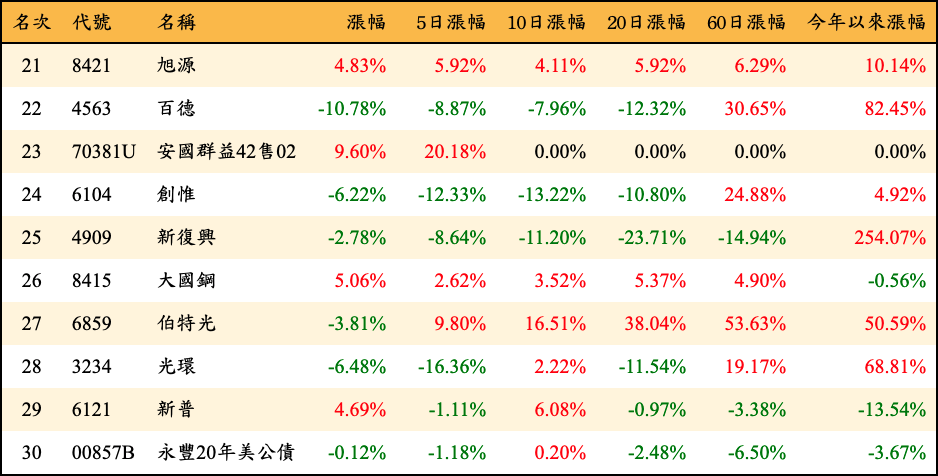 名次 代號 名稱 漲幅 5日漲幅 10日漲幅 20日漲幅 60日漲幅 今年以來漲幅
21 8421 旭源 4.83% 5.92% 4.11% 5.92% 6.29% 10.14%
22 4563 百德 -10.78% -8.87% -7.96% -12.32% 30.65% 82.45%
23 70381U 安國群益42售02 9.60% 20.18% 0.00% 0.00% 0.00% 0.00%
24 6104 創惟 -6.22% -12.33% -13.22% -10.80% 24.88% 4.92%
25 4909 新復興 -2.78% -8.64% -11.20% -23.71% -14.94% 254.07%
26 8415 大國鋼 5.06% 2.62% 3.52% 5.37% 4.90% -0.56%
27 6859 伯特光 -3.81% 9.80% 16.51% 38.04% 53.63% 50.59%
28 3234 光環 -6.48% -16.36% 2.22% -11.54% 19.17% 68.81%
29 6121 新普 4.69% -1.11% 6.08% -0.97% -3.38% -13.54%
30 00857B 永豐20年美公債 -0.12% -1.18% 0.20% -2.48% -6.50% -3.67%